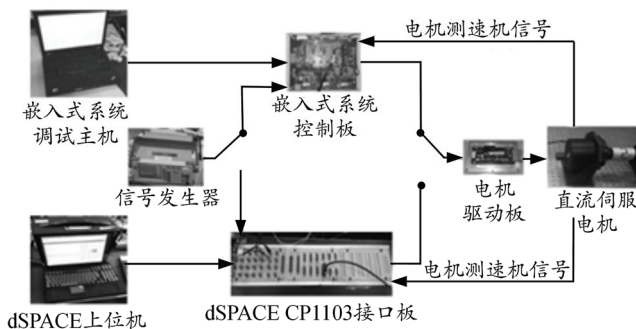 电机测速机信号
嵌入式系统
调试主机
嵌入式系统
控制板
信号发生器
电机
驱动板
直流伺服
电机
电机测速机信号
dSPACE上位机
dSPACE CP1103接口板